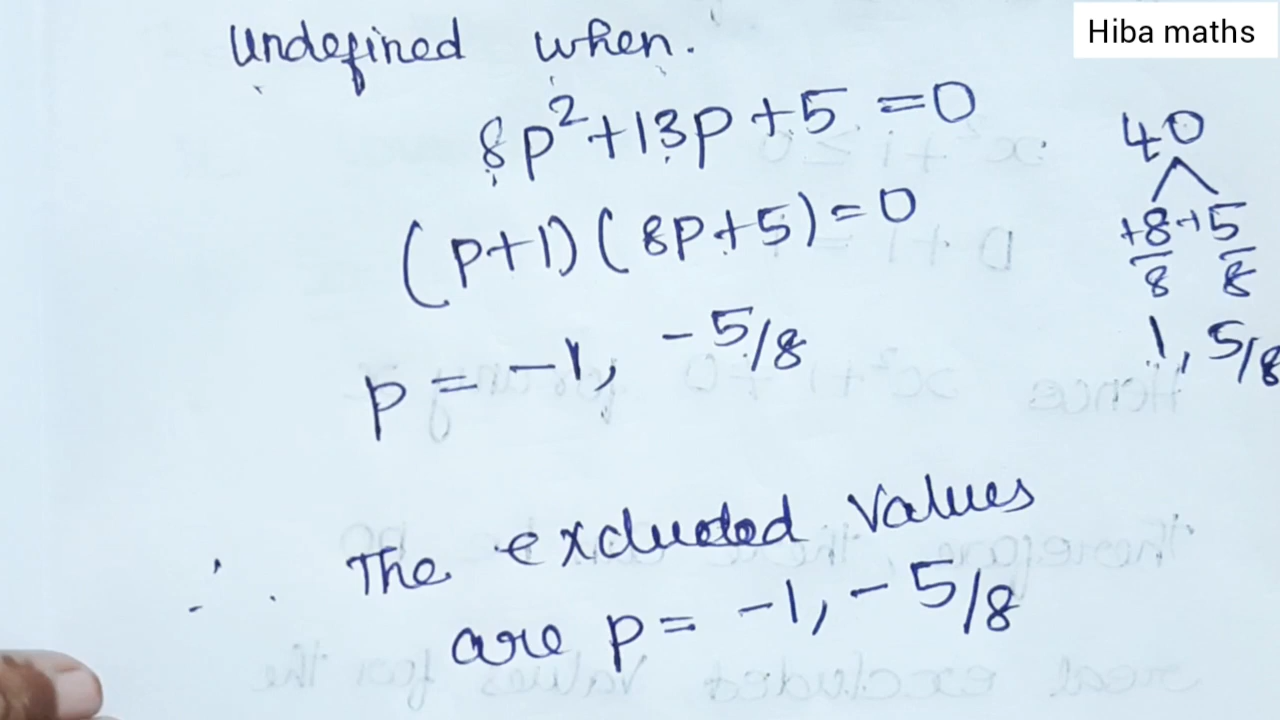 Hiba maths
Undefined when.
8p²+13p+5 =0
40
(p+1)(8p+5)=0
+8 +5
8 8
p = -1, -5/8
1, 5/8
∴ The excluded values
are p= -1, -5/8